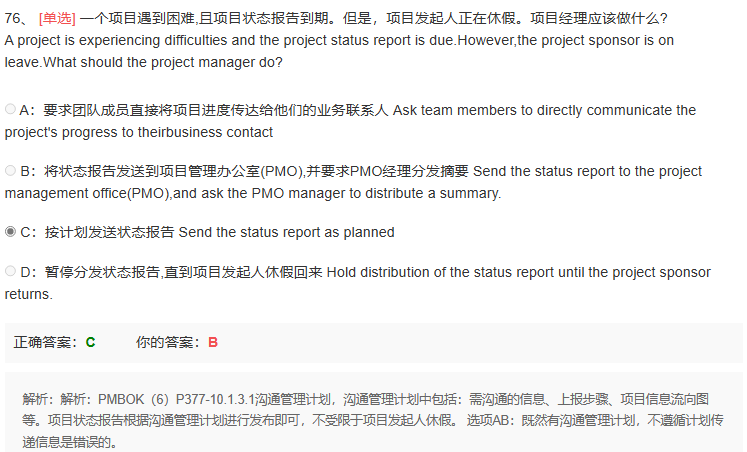 76、 [单选] 一个项目遇到困难,且项目状态报告到期。但是，项目发起人正在休假。项目经理应该做什么?
A project is experiencing difficulties and the project status report is due.However,the project sponsor is on
leave.What should the project manager do?
A：要求团队成员直接将项目进度传达给他们的业务联系人 Ask team members to directly communicate the
project's progress to theirbusiness contact
B：将状态报告发送到项目管理办公室(PMO),并要求PMO经理分发摘要 Send the status report to the project
management office(PMO),and ask the PMO manager to distribute a summary.
C：按计划发送状态报告 Send the status report as planned
D：暂停分发状态报告,直到项目发起人休假回来 Hold distribution of the status report until the project sponsor
returns.
正确答案：C 你的答案：B
解析：解析：PMBOK（6）P377-10.1.3.1沟通管理计划，沟通管理计划中包括：需沟通的信息、上报步骤、项目信息流向图
等。项目状态报告根据沟通管理计划进行发布即可，不受限于项目发起人休假。 选项AB：既然有沟通管理计划，不遵循计划传
递信息是错误的。